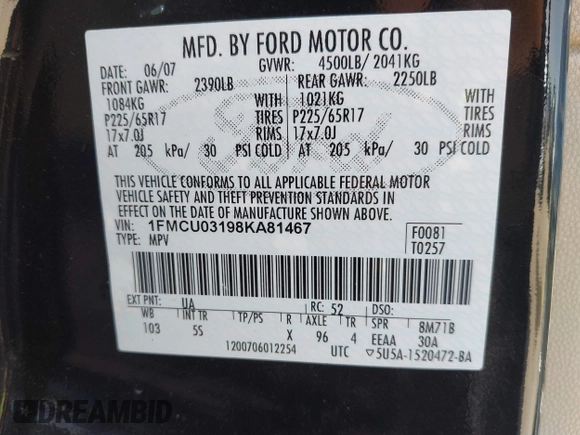 MFD. BY FORD MOTOR CO.
DATE: 06/07 GVWR: 4500LB/ 2041KG
FRONT GAWR: 2390LB REAR GAWR: 2250LB
1084KG WITH 1021KG WITH
P225/65R17 TIRES P225/65R17 TIRES
17x7.0J RIMS 17x7.0J RIMS
AT 205 kPa/ 30 PSI COLD AT 205 kPa/ 30 PSI COLD
THIS VEHICLE CONFORMS TO ALL APPLICABLE FEDERAL MOTOR
VEHICLE SAFETY AND THEFT PREVENTION STANDARDS IN
EFFECT ON THE DATE OF MANUFACTURE SHOWN ABOVE.
VIN: 1FMCU03198KA81467 F0081
TYPE: MPV T0257
EXT PNT: UA RC: 52 DSO:
WB INT TR TP/PS R AXLE TR SPR 8M71B
103 5S X 96 4 EEAA 30A
1200706012254 UTC 5U5A-1520472-BA
DREAMBID